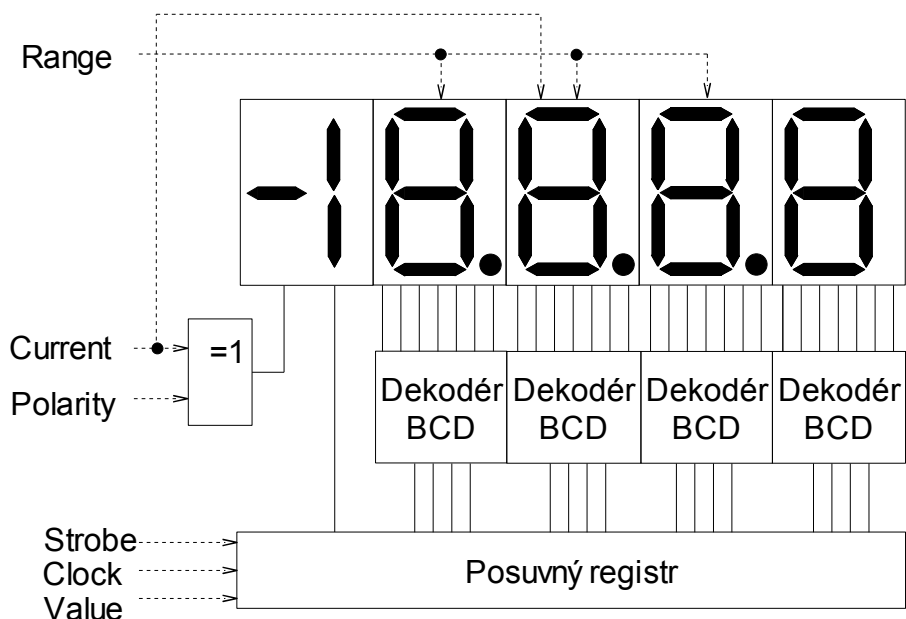 Range
Current
=1
Polarity
Dekodér
BCD
Dekodér
BCD
Dekodér
BCD
Dekodér
BCD
Strobe
Clock
Value
Posuvný registr